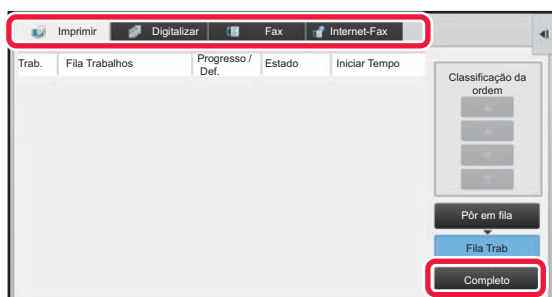 Imprimir Digitalizar Fax Internet-Fax
Trab. Fila Trabalhos Progresso / Def. Estado Iniciar Tempo
Classificação da
ordem
Pôr em fila
Fila Trab
Completo